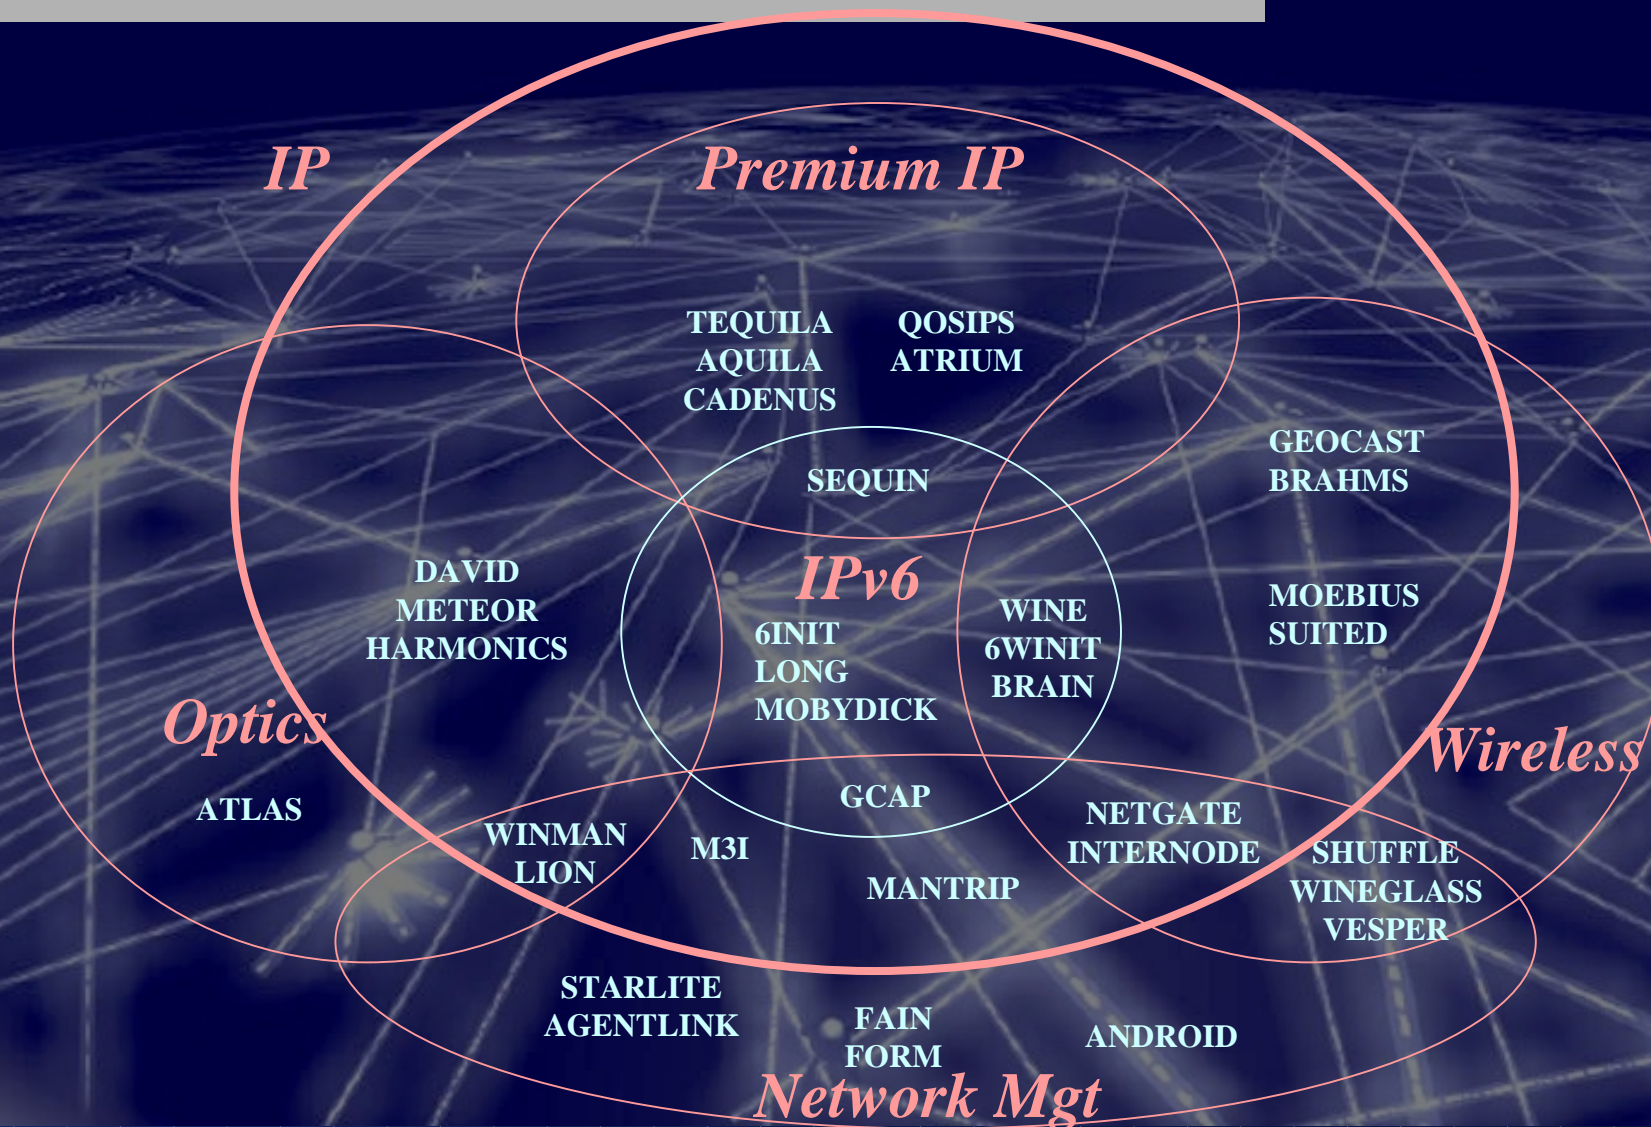 IP
Premium IP
TEQUILA
AQUILA
CADENUS
QOSIPS
ATRIUM
GEOCAST
BRAHMS
SEQUIN
DAVID
METEOR
HARMONICS
IPv6
6INIT
LONG
MOBYDICK
WINE
6WINIT
BRAIN
MOEBIUS
SUITED
Optics
Wireless
ATLAS
WINMAN
LION
M3I
GCAP
MANTRIP
NETGATE
INTERNODE
SHUFFLE
WINEGLASS
VESPER
STARLITE
AGENTLINK
FAIN
FORM
ANDROID
Network Mgt